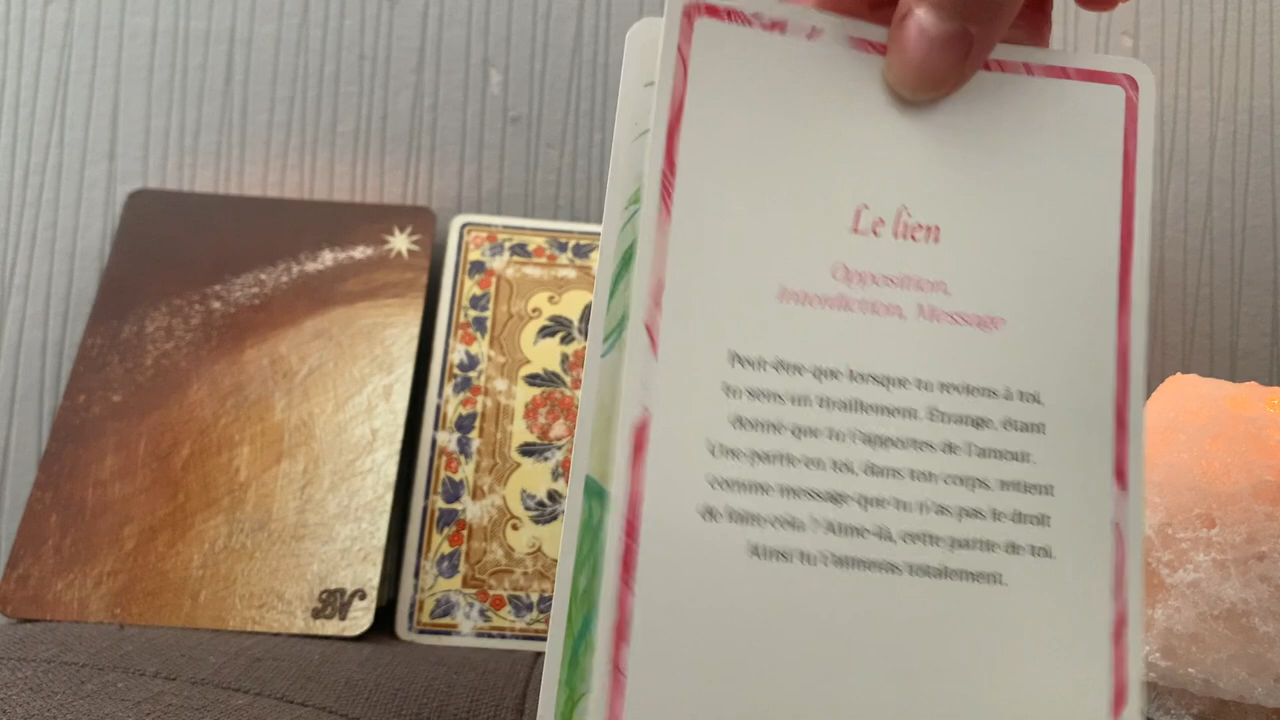 Le lien
Opposition,
Interdiction, Message
Peut-être que lorsque tu reviens à toi,
tu sens un tiraillement. Étrange, étant
donné que tu t'apportes de l'amour.
Une partie en toi, dans ton corps, retient
comme message que tu n'as pas le droit
de faire cela ? Aime-là, cette partie de toi.
Ainsi tu t'aimeras totalement.